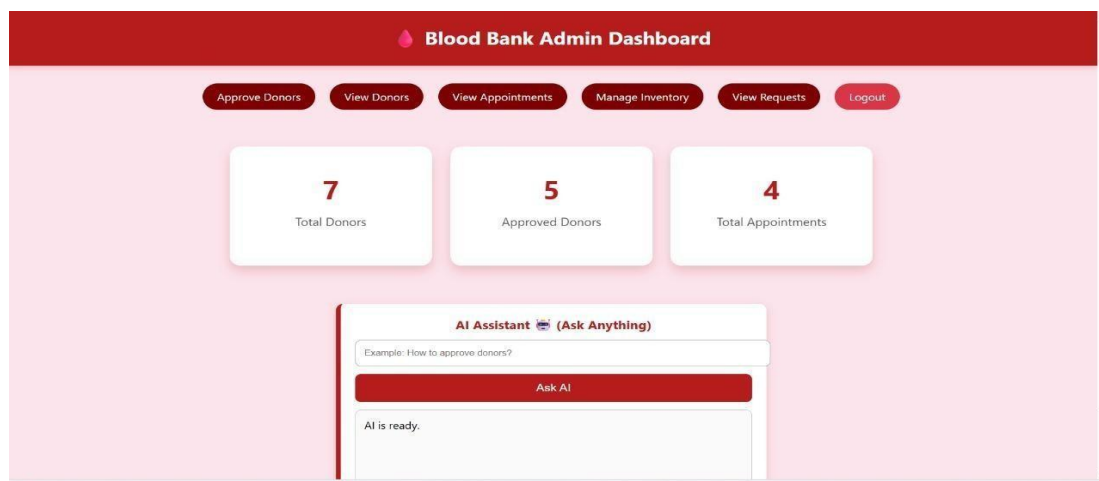 Blood Bank Admin Dashboard
Approve Donors View Donors View Appointments Manage Inventory View Requests Logout
7 5 4
Total Donors Approved Donors Total Appointments
AI Assistant (Ask Anything)
Example: How to approve donors?
Ask AI
AI is ready.